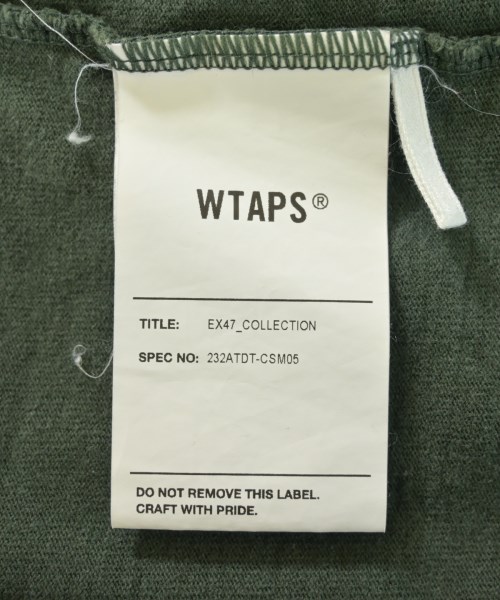 WTAPS®
TITLE: EX47_COLLECTION
SPEC NO: 232ATDT-CSM05
DO NOT REMOVE THIS LABEL.
CRAFT WITH PRIDE.